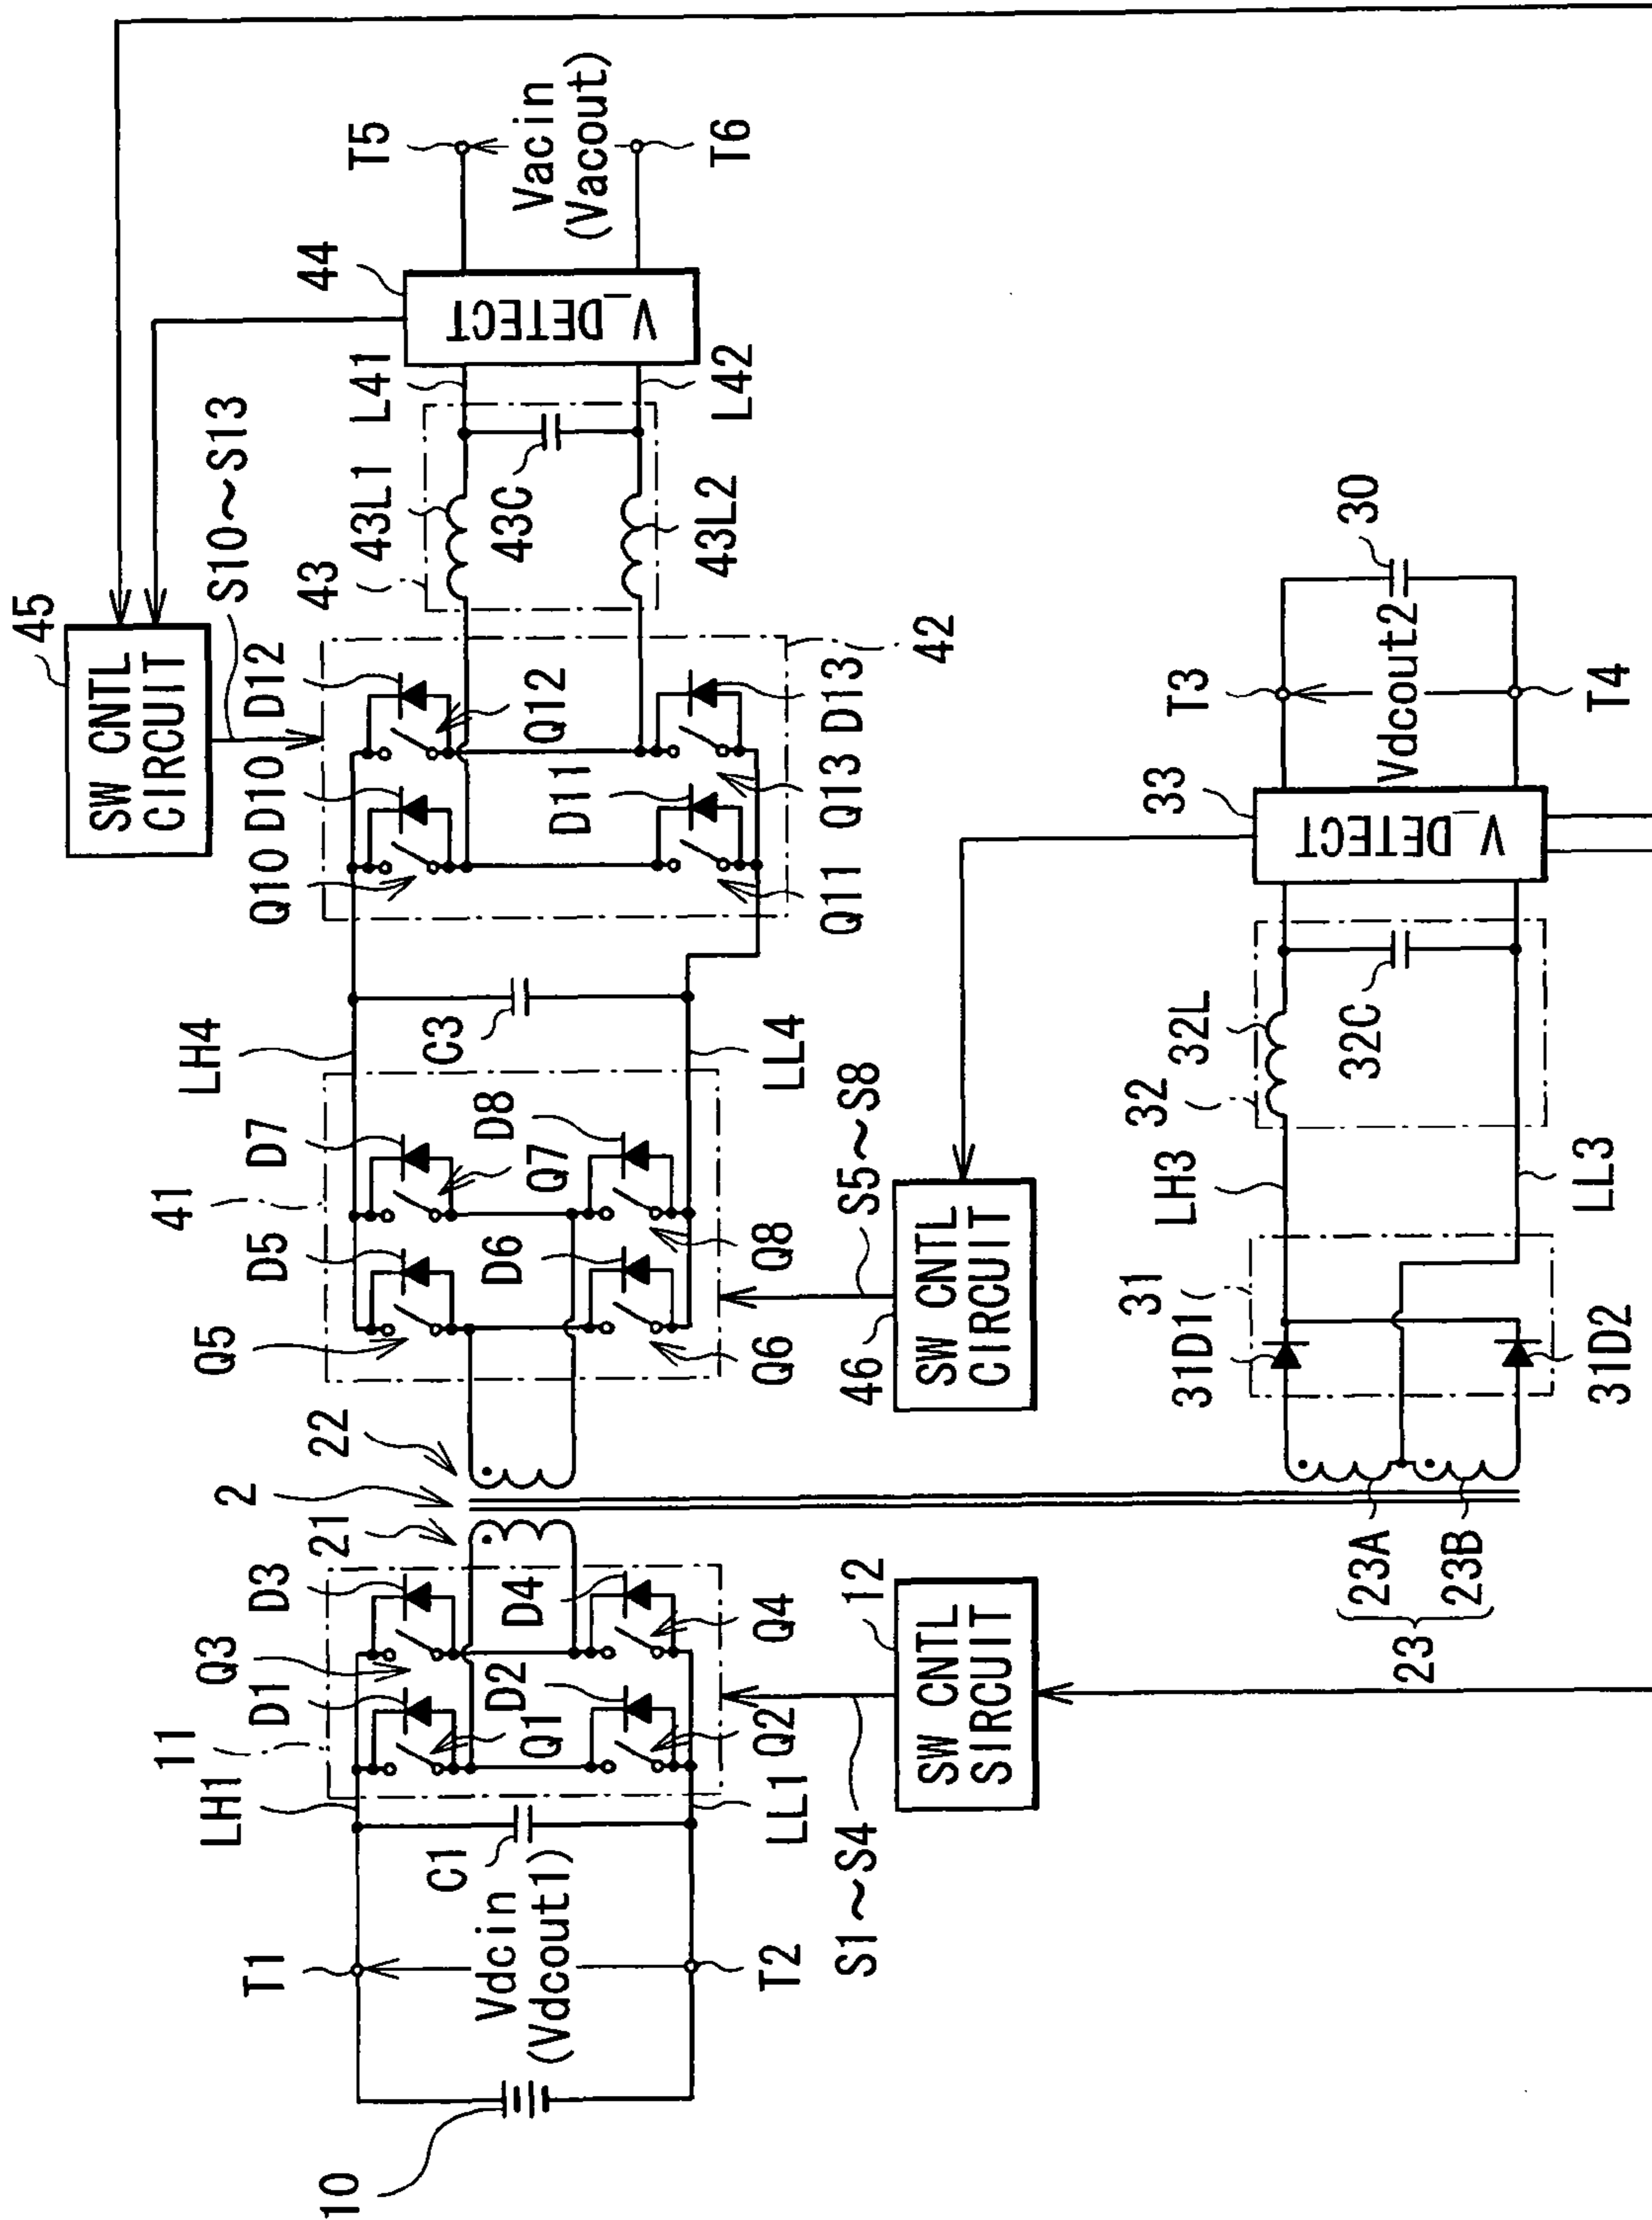 45
SW CNTL
CIRCUIT
S10~S13
44
V_DETECT
T5
Vacin
(Vacout)
T6
L41
L42
43
43L1
43C
43L2
42
D12
D10
Q10
Q12
D11
D13
Q13
Q11
LH4
C3
LL4
41
D7
D5
Q5
D8
Q7
D6
Q8
Q6
S5~S8
46
SW CNTL
CIRCUIT
22
2
21
11
D3
Q3
D1
LH1
D4
D2
Q1
Q4
Q2
LL1
C1
T1
Vdcin
(Vdcout1)
T2
10
S1~S4
12
SW CNTL
SIRCUIT
30
T3
Vdcout2
T4
33
V_DETECT
32
32L
32C
LH3
LL3
31
31D1
31D2
23A
23B
23